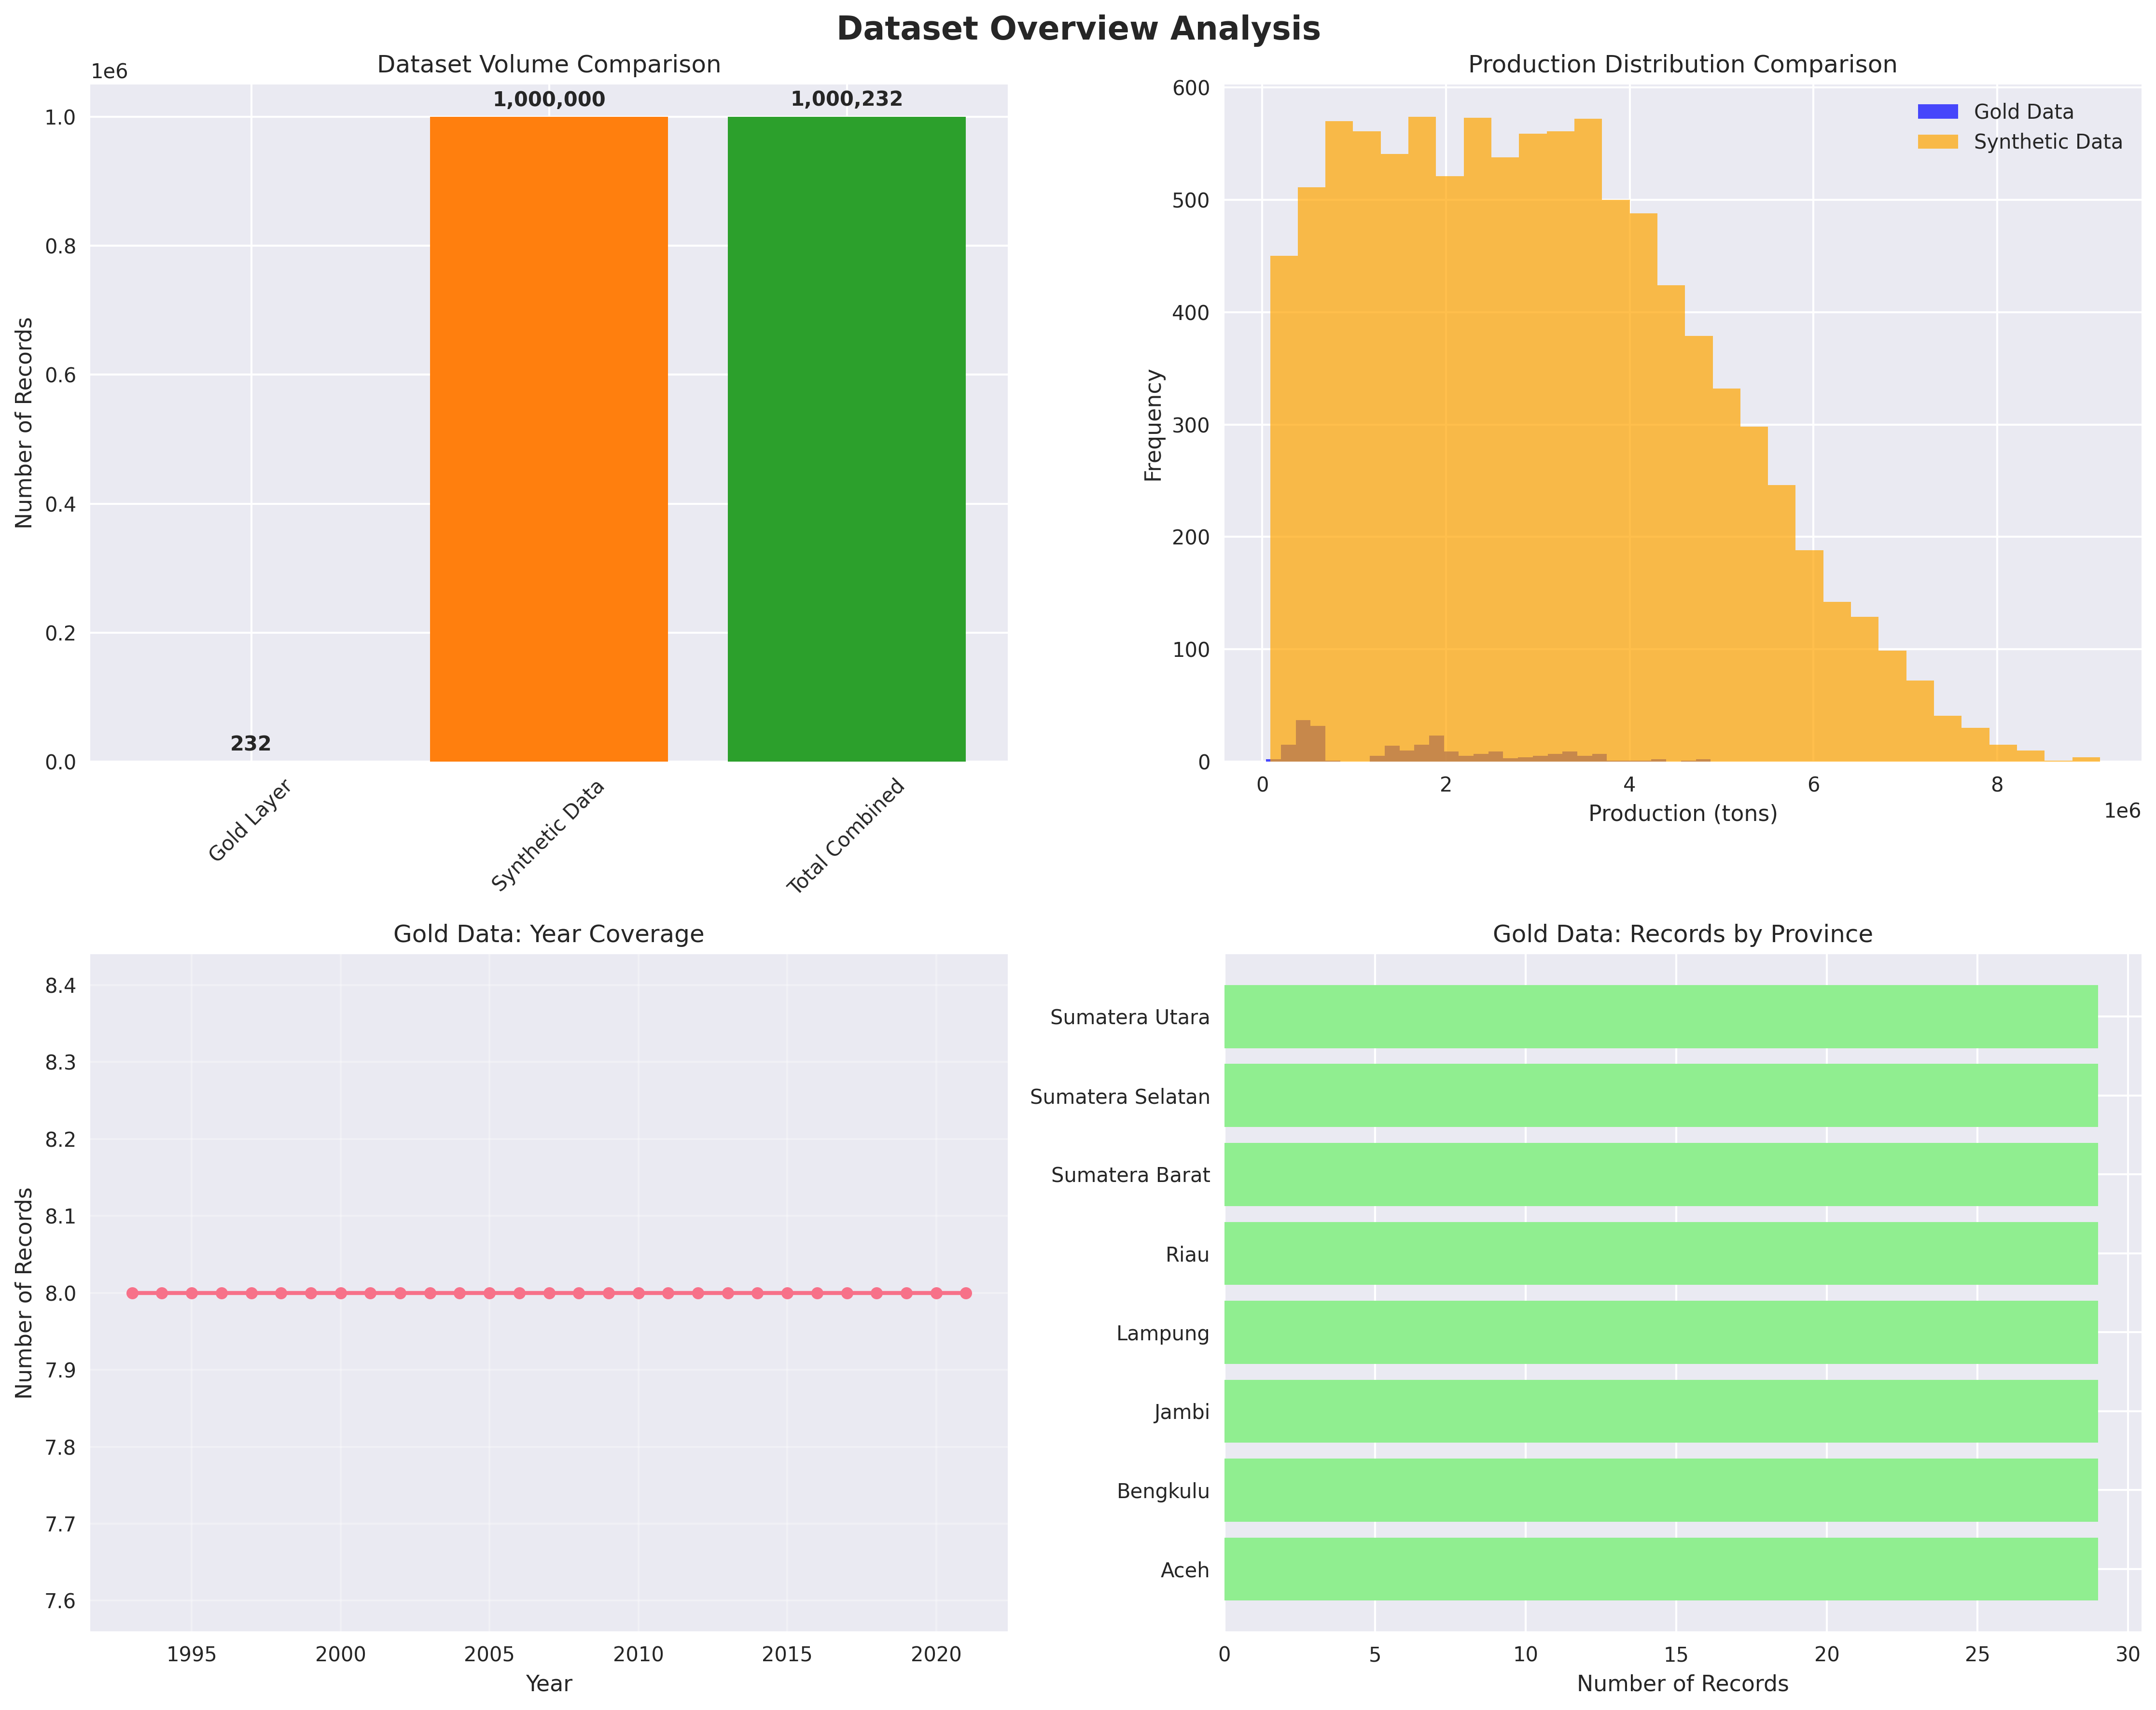 Dataset Overview Analysis
Dataset Volume Comparison
1e6
1,000,000
1,000,232
232
1.0
0.8
0.6
0.4
0.2
0.0
Number of Records
Gold Layer
Synthetic Data
Total Combined
Production Distribution Comparison
Gold Data
Synthetic Data
600
500
400
300
200
100
0
Frequency
0 2 4 6 8
1e6
Production (tons)
Gold Data: Year Coverage
8.4
8.3
8.2
8.1
8.0
7.9
7.8
7.7
7.6
Number of Records
1995 2000 2005 2010 2015 2020
Year
Gold Data: Records by Province
Sumatera Utara
Sumatera Selatan
Sumatera Barat
Riau
Lampung
Jambi
Bengkulu
Aceh
0 5 10 15 20 25 30
Number of Records